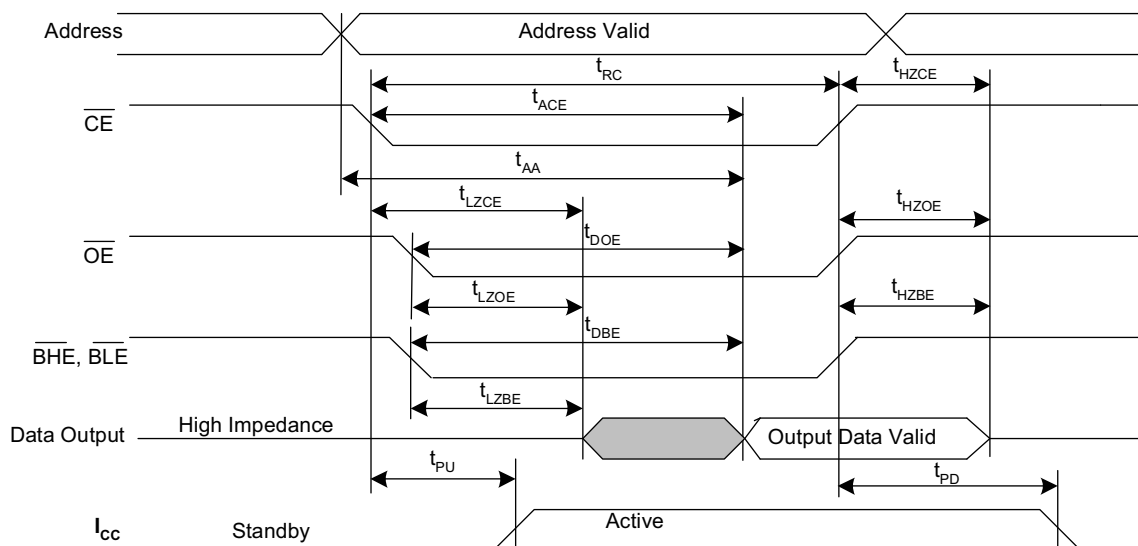 Address Address Valid
tRC tHZCE
tACE
CE
tAA
tLZCE tHZOE
tDOE
OE
tLZOE tHZBE
tDBE
BHE, BLE
tLZBE
Data Output High Impedance Output Data Valid
tPU tPD
ICC Standby Active